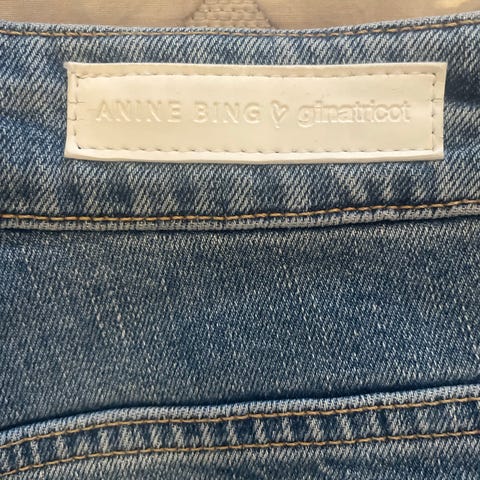 ANINE BING ♡ ginatricot